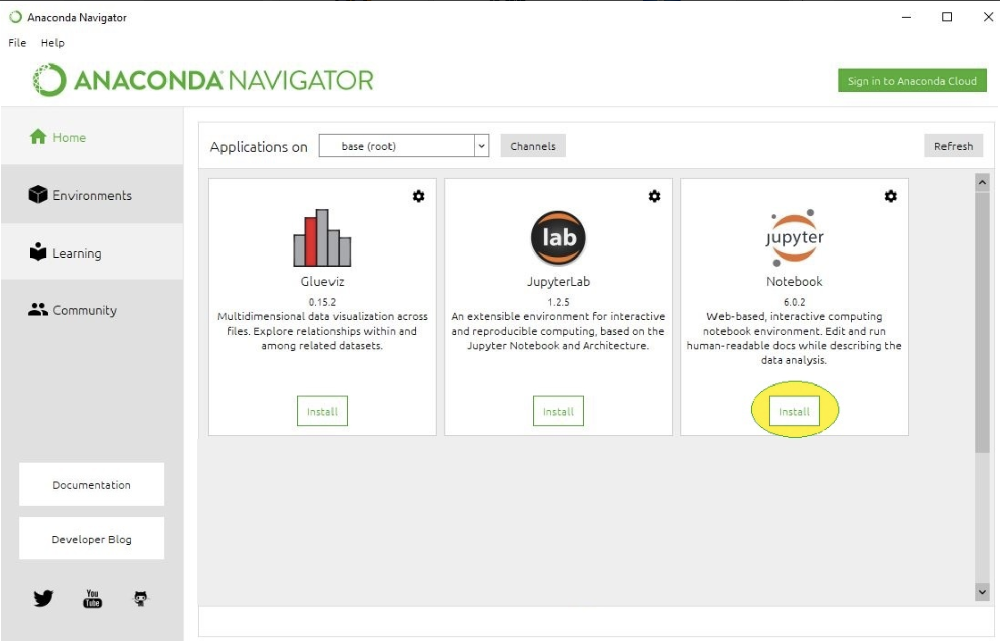 Anaconda Navigator
File Help
ANACONDA NAVIGATOR
Sign in to Anaconda Cloud
Home
Environments
Learning
Community
Documentation
Developer Blog
You
Tube
Applications on base (root) Channels Refresh
Glueviz
0.15.2
Multidimensional data visualization across
files. Explore relationships within and
among related datasets.
Install
lab
JupyterLab
1.2.5
An extensible environment for interactive
and reproducible computing, based on the
Jupyter Notebook and Architecture.
Install
jupyter
Notebook
6.0.2
Web-based, interactive computing
notebook environment. Edit and run
human-readable docs while describing the
data analysis.
Install